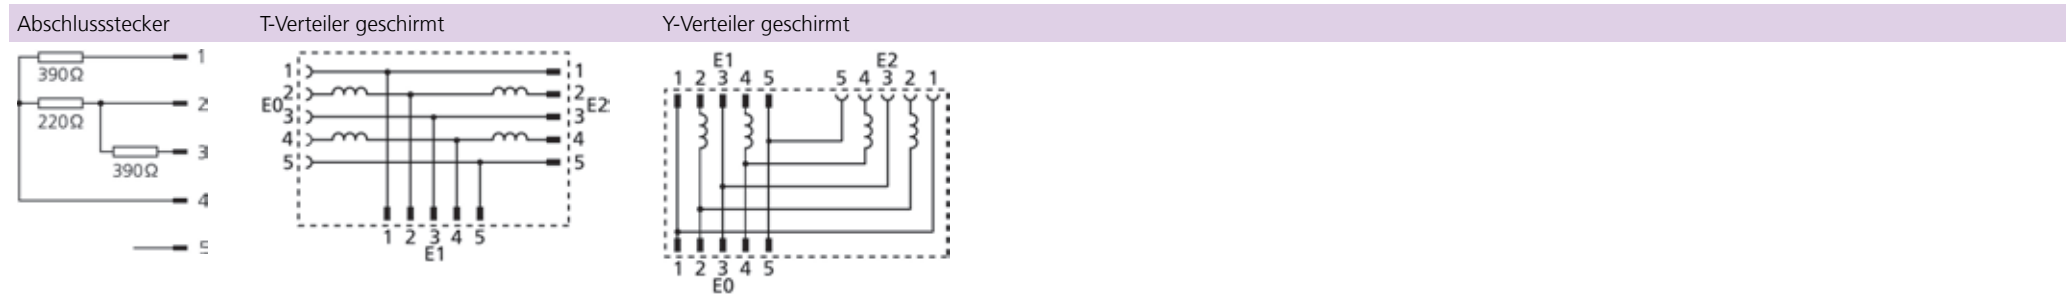 Abschlussstecker T-Verteiler geschirmt Y-Verteiler geschirmt
1
390Ω
2
220Ω
3
390Ω
4
5
1 1
2 2
E0 E2
3 3
4 4
5 5
1 2 3 4 5
E1
E1 E2
1 2 3 4 5 5 4 3 2 1
1 2 3 4 5
E0